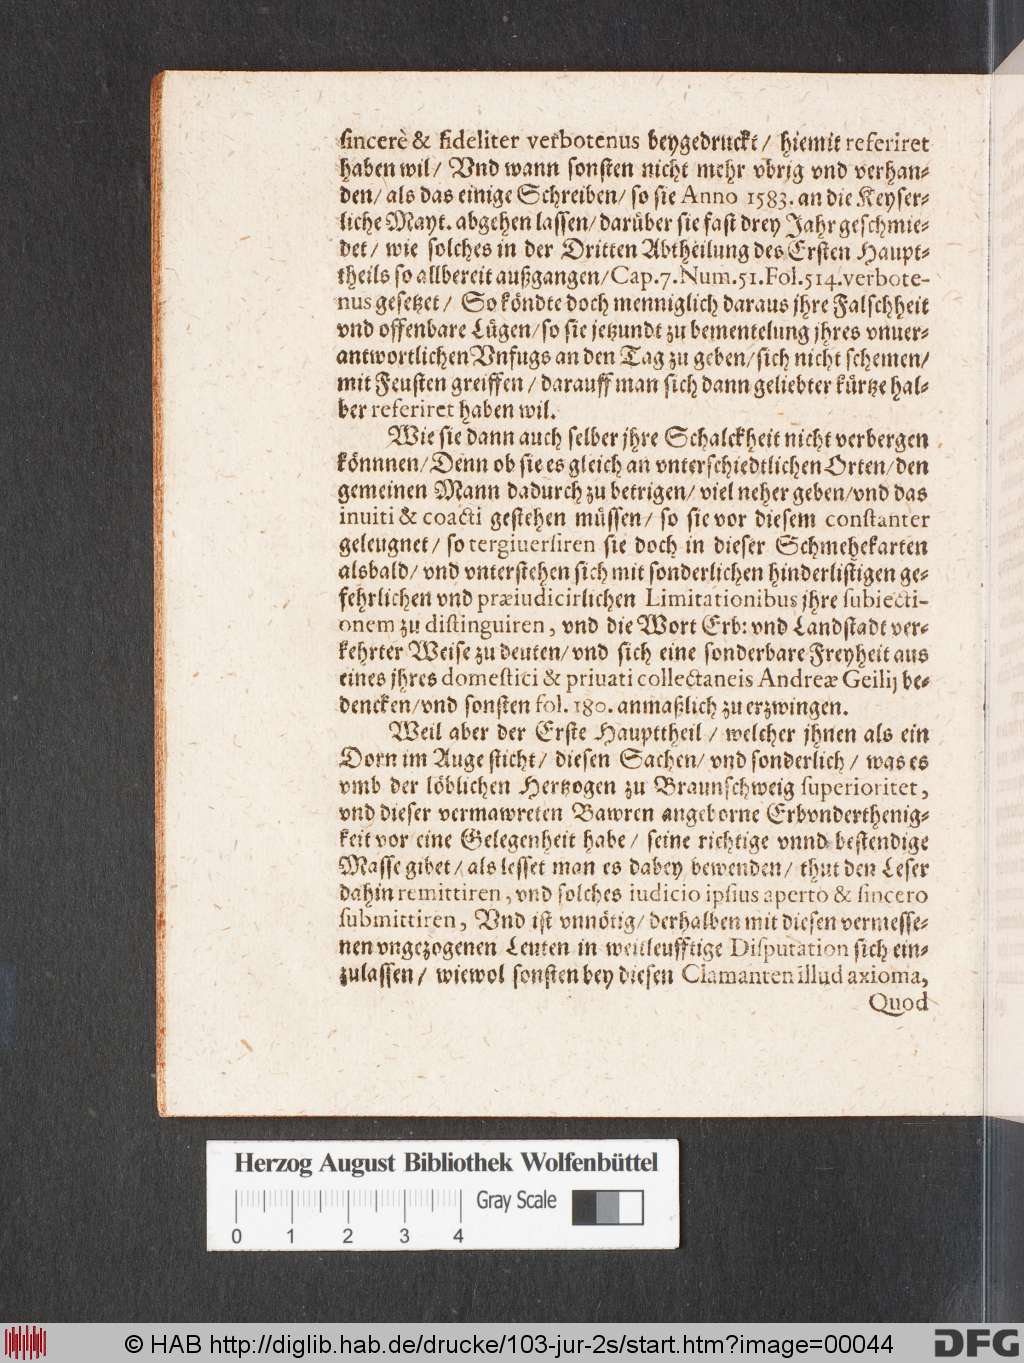 sincerè & fideliter verbotenus beygedruckt / hiemit referiret
haben wil / Vnd wann sonsten nicht mehr vbrig vnd verhan-
den / als das einige Schreiben / so sie Anno 1583. an die Keyser-
liche Mayt. abgehen lassen / darüber sie fast drey Jahr geschmie-
det / wie solches in der Dritten Abtheilung des Ersten Haupt-
theils so allbereit außgangen / Cap. 7. Num. 51. Fol. 514. verbote-
nus gesetzet / So köndte doch menniglich daraus jhre Falschheit
vnd offenbare Lügen / so sie jetzundt zu bementelung jhres vnuer-
antwortlichen Vnfugs an den Tag zu geben / sich nicht schemen /
mit Feusten greiffen / darauff man sich dann geliebter kürtze hal-
ber referiret haben wil.
Wie sie dann auch selber jhre Schalckheit nicht verbergen
könnnen / Denn ob sie es gleich an vnterschiedtlichen Orten / den
gemeinen Mann dadurch zu betrigen / viel neher geben / vnd das
inuiti & coacti gestehen müssen / so sie vor diesem constanter
geleugnet / so tergiuersiren sie doch in dieser Schmehekarten
alsbald / vnd vnterstehen sich mit sonderlichen hinderlistigen ge-
fehrlichen vnd præiudicirlichen Limitationibus jhre subiecti-
onem zu distinguiren, vnd die Wort Erb: vnd Landstadt ver-
kehrter Weise zu deuten / vnd sich eine sonderbare Freyheit aus
eines jhres domestici & priuati collectaneis Andreæ Geilij be-
dencken / vnd sonsten fol. 180. anmaßlich zu erzwingen.
Weil aber der Erste Haupttheil / welcher jhnen als ein
Dorn im Auge sticht / diesen Sachen / vnd sonderlich / was es
vmb der löblichen Hertzogen zu Braunschweig superioritet,
vnd dieser vermawreten Bawren angeborne Erbvnderthenig-
keit vor eine Gelegenheit habe / seine richtige vnnd bestendige
Masse gibet / als lesset man es dabey bewenden / thut den Leser
dahin remittiren, vnd solches iudicio ipsius aperto & sincero
submittiren, Vnd ist vnnötig / derhalben mit diesen vermesse-
nen vngezogenen Leuten in weitleufftige Disputation sich ein-
zulassen / wiewol sonsten bey diesen Clamanten illud axioma,
Quod
Herzog August Bibliothek Wolfenbüttel
Gray Scale
0 1 2 3 4
© HAB http://diglib.hab.de/drucke/103-jur-2s/start.htm?image=00044
DFG